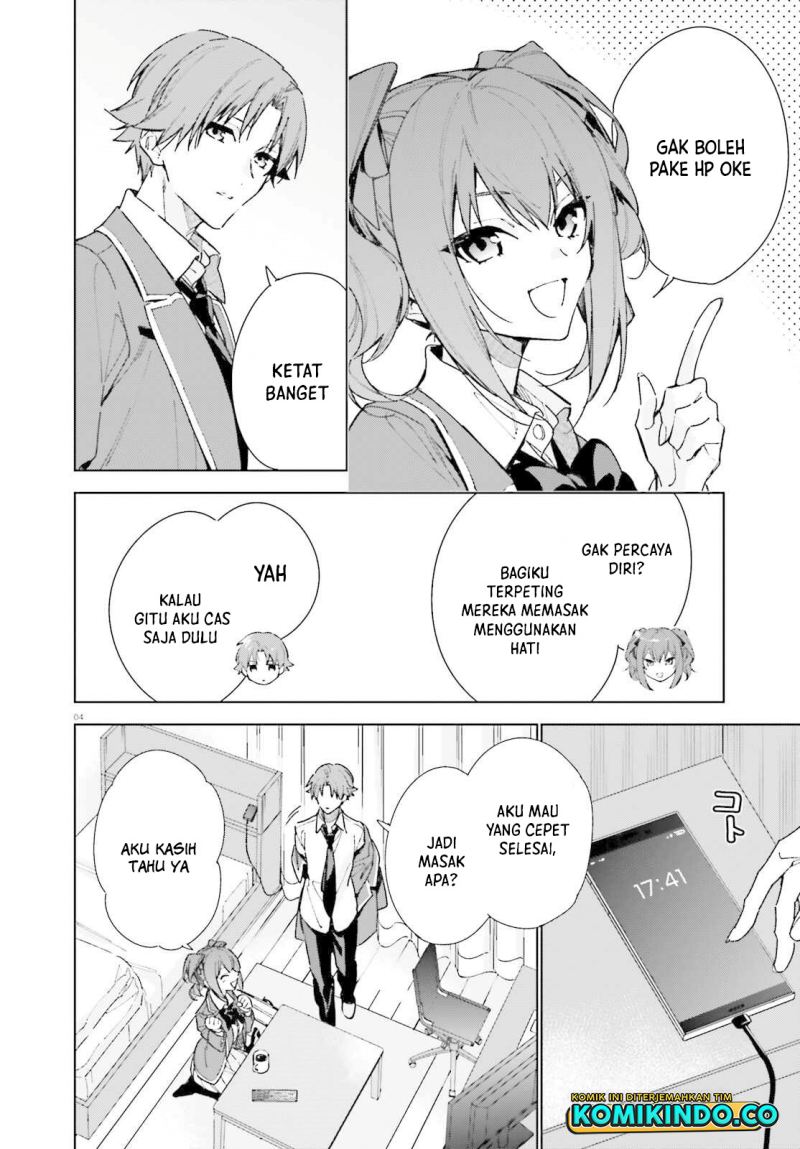 GAK BOLEH
PAKE HP OKE
KETAT
BANGET
GAK PERCAYA
DIRI?
BAGIKU
TERPETING
MEREKA MEMASAK
MENGGUNAKAN
HATI
YAH
KALAU
GITU AKU CAS
SAJA DULU
04
コト
17:41
AKU MAU
YANG CEPET
SELESAI,
JADI
MASAK
APA?
AKU KASIH
TAHU YA
KOMIK INI DITERJEMAHKAN TIM
KOMIKINDO.CO